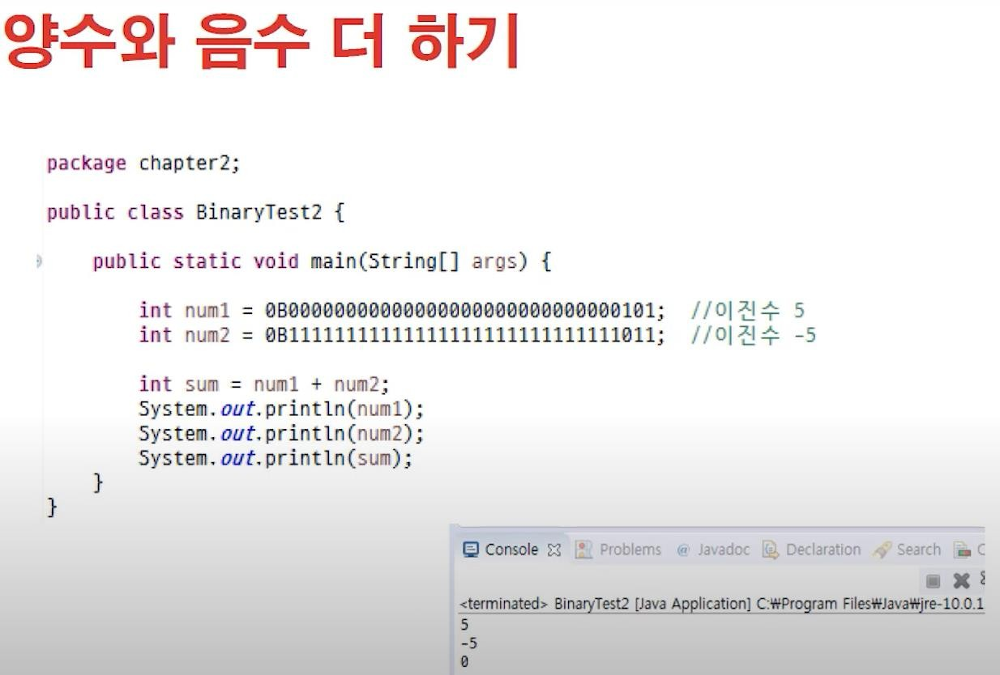 양수와 음수 더 하기
package chapter2;
public class BinaryTest2 {
public static void main(String[] args) {
int num1 = 0B00000000000000000000000000000101; //이진수 5
int num2 = 0B11111111111111111111111111111011; //이진수 -5
int sum = num1 + num2;
System.out.println(num1);
System.out.println(num2);
System.out.println(sum);
}
}
Console Problems @ Javadoc Declaration Search
<terminated> BinaryTest2 [Java Application] C:₩Program Files₩Java₩jre-10.0.1
5
-5
0